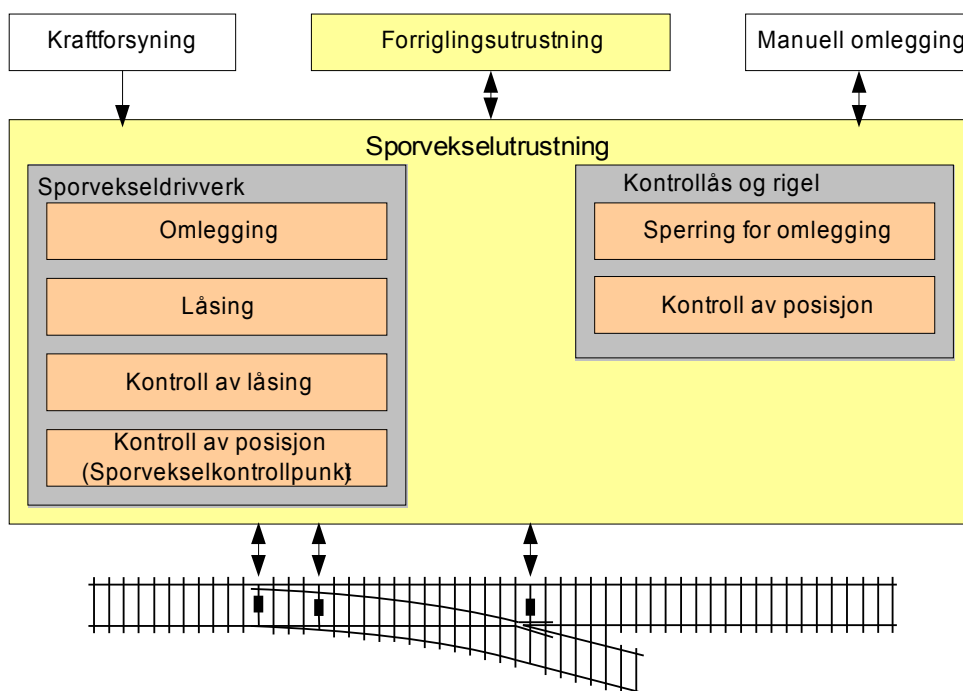 Kraftforsyning
Forriglingsutrustning
Manuell omlegging
Sporvekselutrustning
Sporvekseldrivverk
Omlegging
Låsing
Kontroll av låsing
Kontroll av posisjon
(Sporvekselkontrollpunkt)
Kontrollås og rigel
Sperring for omlegging
Kontroll av posisjon